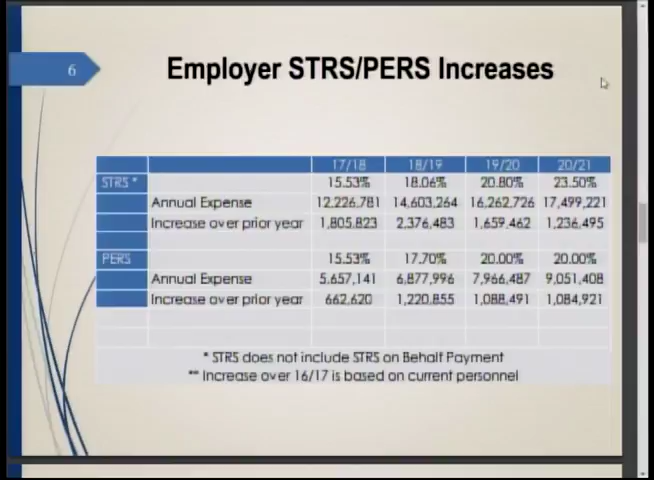 6
Employer STRS/PERS Increases
17/18 18/19 19/20 20/21
STRS * 15.53% 18.06% 20.80% 23.50%
Annual Expense 12,226,781 14,603,264 16,262,726 17,499,221
Increase over prior year 1,805,823 2,376,483 1,659,462 1,236,495
PERS 15.53% 17.70% 20.00% 20.00%
Annual Expense 5,657,141 6,877,996 7,966,487 9,051,408
Increase over prior year 662,620 1,220,855 1,088,491 1,084,921
* STRS does not include STRS on Behalf Payment
** Increase over 16/17 is based on current personnel